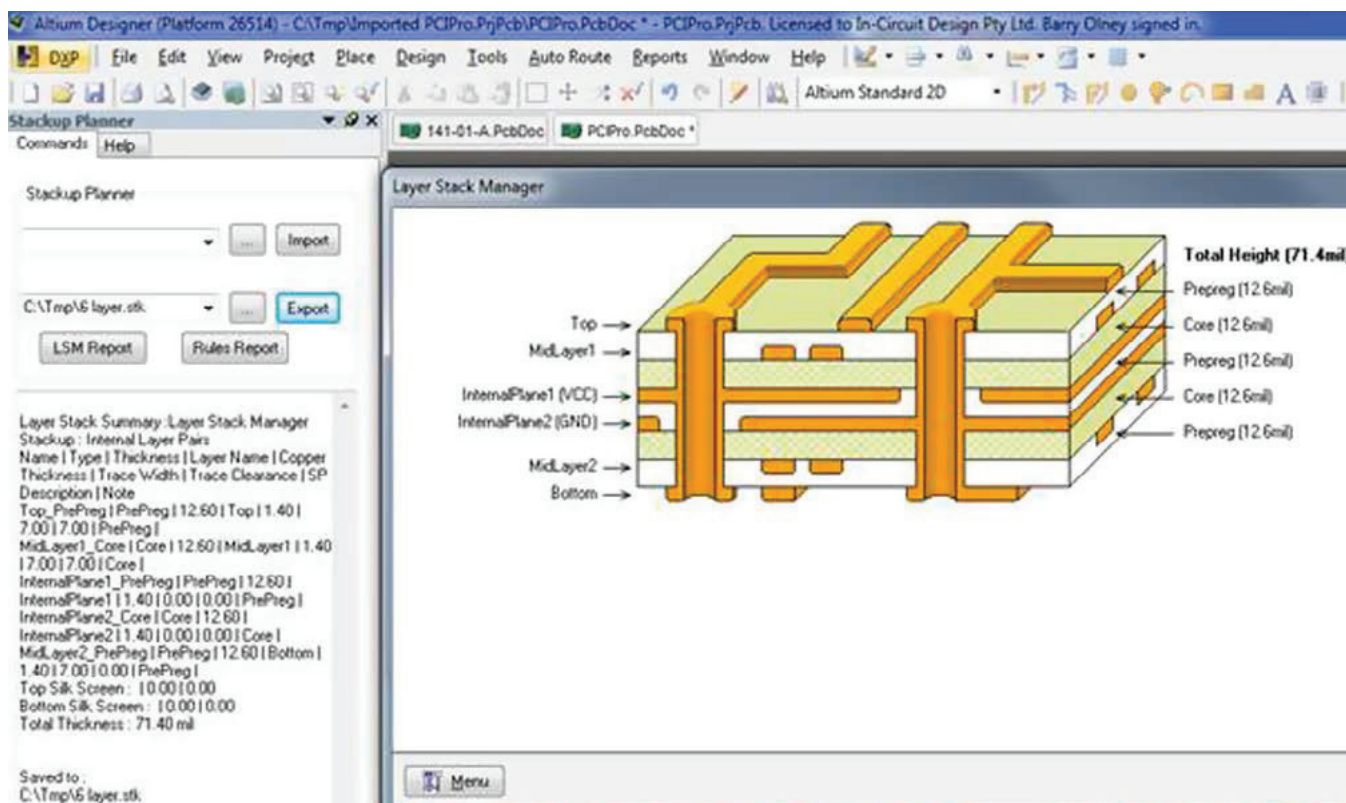 Altium Designer (Platform 26514) - C:\Tmp\Imported PCIPro.PrjPcb\PCIPro.PcbDoc * - PCIPro.PrjPcb. Licensed to In-Circuit Design Pty Ltd. Barry Olney signed in.
DXP File Edit View Project Place Design Tools Auto Route Reports Window Help
Altium Standard 2D
A
Stackup Planner
Commands Help
141-01-A.PcbDoc PCIPro.PcbDoc *
Stackup Planner
... Import
C:\Tmp\6 layer.stk ... Export
LSM Report Rules Report
Layer Stack Summary :Layer Stack Manager
Stackup : Internal Layer Pairs
Name | Type | Thickness | Layer Name | Copper
Thickness | Trace Width | Trace Clearance | SP
Description | Note
Top_PrePreg | PrePreg | 12.60 | Top | 1.40 |
7.00 | 7.00 | PrePreg |
MidLayer1_Core | Core | 12.60 | MidLayer1 | 1.40
| 7.00 | 7.00 | Core |
InternalPlane1_PrePreg | PrePreg | 12.60 |
InternalPlane1 | 1.40 | 0.00 | 0.00 | PrePreg |
InternalPlane2_Core | Core | 12.60 |
InternalPlane2 | 1.40 | 0.00 | 0.00 | Core |
MidLayer2_PrePreg | PrePreg | 12.60 | Bottom |
1.40 | 7.00 | 0.00 | PrePreg |
Top Silk Screen : | 0.00 | 0.00
Bottom Silk Screen : | 0.00 | 0.00
Total Thickness : 71.40 mil
Saved to :
C:\Tmp\6 layer.stk
Layer Stack Manager
Top
MidLayer1
InternalPlane1 (VCC)
InternalPlane2 (GND)
MidLayer2
Bottom
Total Height (71.4mil
Prepreg (12.6mil)
Core (12.6mil)
Prepreg (12.6mil)
Core (12.6mil)
Prepreg (12.6mil)
Menu